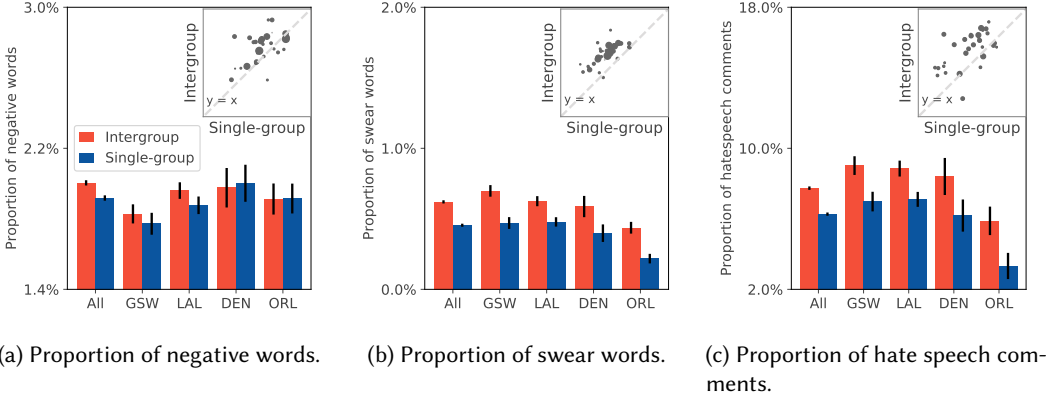 3.0%
2.2%
1.4%
Proportion of negative words
Intergroup
Single-group
Intergroup
y = x
Single-group
All GSW LAL DEN ORL
(a) Proportion of negative words.
2.0%
1.0%
0.0%
Proportion of swear words
Intergroup
y = x
Single-group
All GSW LAL DEN ORL
(b) Proportion of swear words.
18.0%
10.0%
2.0%
Proportion of hatespeech comments
Intergroup
y = x
Single-group
All GSW LAL DEN ORL
(c) Proportion of hate speech com-
ments.